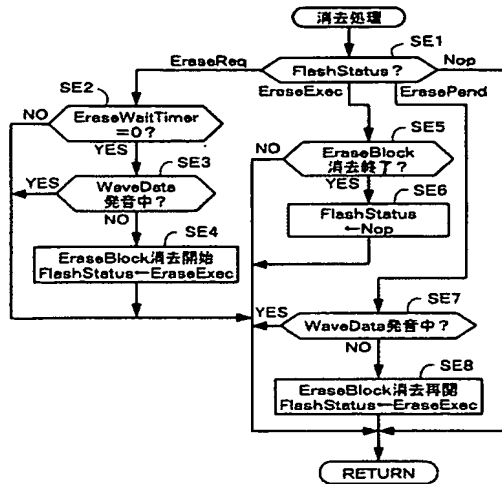 消去処理
SE1
FlashStatus?
EraseReq
Nop
EraseExec
ErasePend
SE2
NO
EraseWaitTimer
=0?
YES
SE3
YES
WaveData
発音中?
NO
SE4
EraseBlock消去開始
FlashStatus←EraseExec
SE5
NO
EraseBlock
消去終了?
YES
SE6
FlashStatus
←Nop
SE7
YES
WaveData発音中?
NO
SE8
EraseBlock消去再開
FlashStatus←EraseExec
RETURN